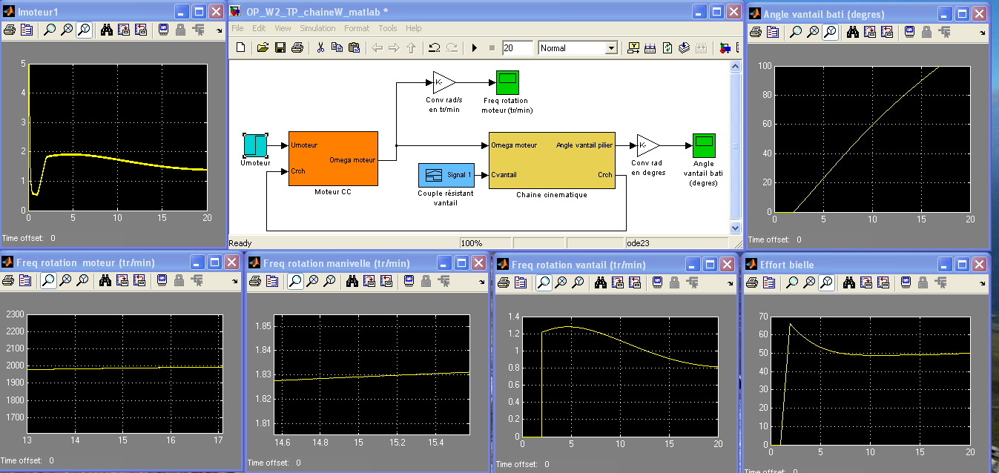 Imoteur1
5
4
3
2
1
0
0 5 10 15 20
Time offset: 0
OP_W2_TP_chaineW_matlab *
File Edit View Simulation Format Tools Help
20 Normal
K-
Conv rad/s
en tr/min
Freq rotation
moteur (tr/min)
Umoteur
Umoteur
Omega moteur
Crch
Moteur CC
Signal 1
Couple résistant
vantail
Omega moteur Angle vantail pilier
Cvantail Crch
Chaine cinematique
K-
Conv rad
en degres
Angle
vantail bati
(degres)
Ready 100% ode23
Angle vantail bati (degres)
100
80
60
40
20
0
0 5 10 15 20
Time offset: 0
Freq rotation moteur (tr/min)
2300
2200
2100
2000
1900
1800
1700
13 14 15 16 17
Time offset: 0
Freq rotation manivelle (tr/min)
1.85
1.84
1.83
1.82
1.81
14.6 14.8 15 15.2 15.4
Time offset: 0
Freq rotation vantail (tr/min)
1.4
1.2
1
0.8
0.6
0.4
0.2
0
0 5 10 15 20
Time offset: 0
Effort bielle
70
60
50
40
30
20
10
0
0 5 10 15 20
Time offset: 0